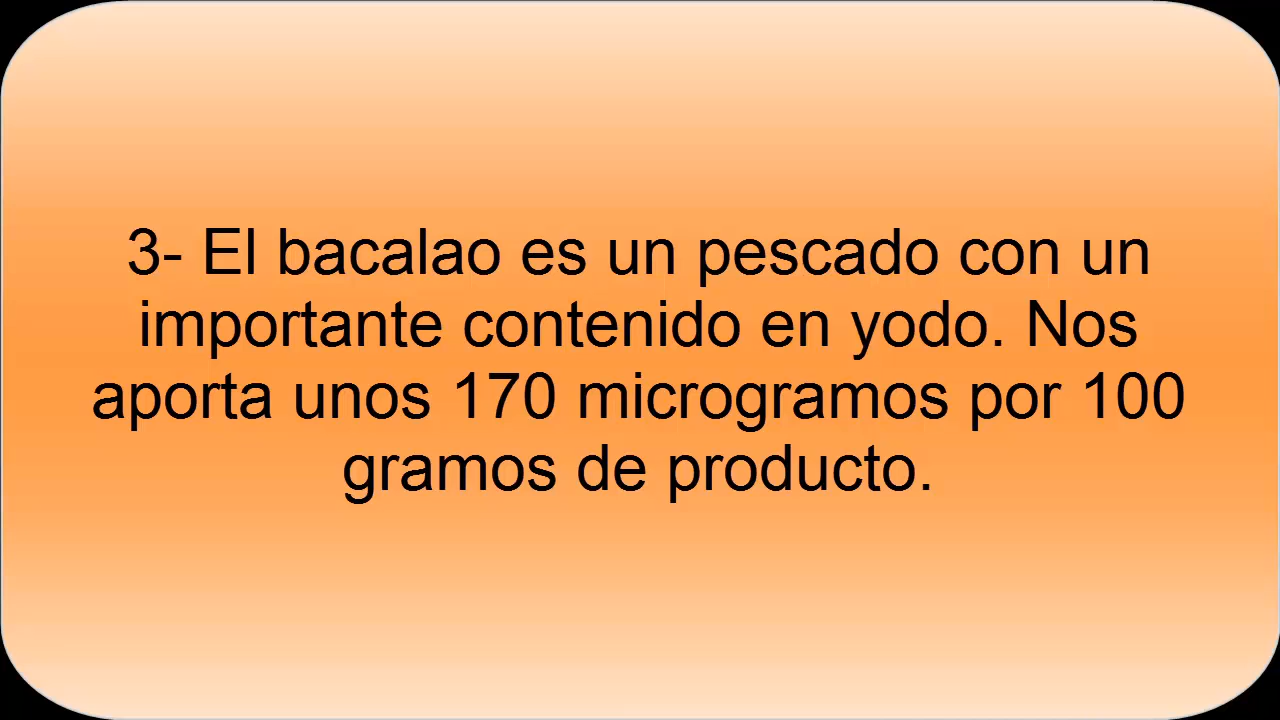 3- El bacalao es un pescado con un
importante contenido en yodo. Nos
aporta unos 170 microgramos por 100
gramos de producto.